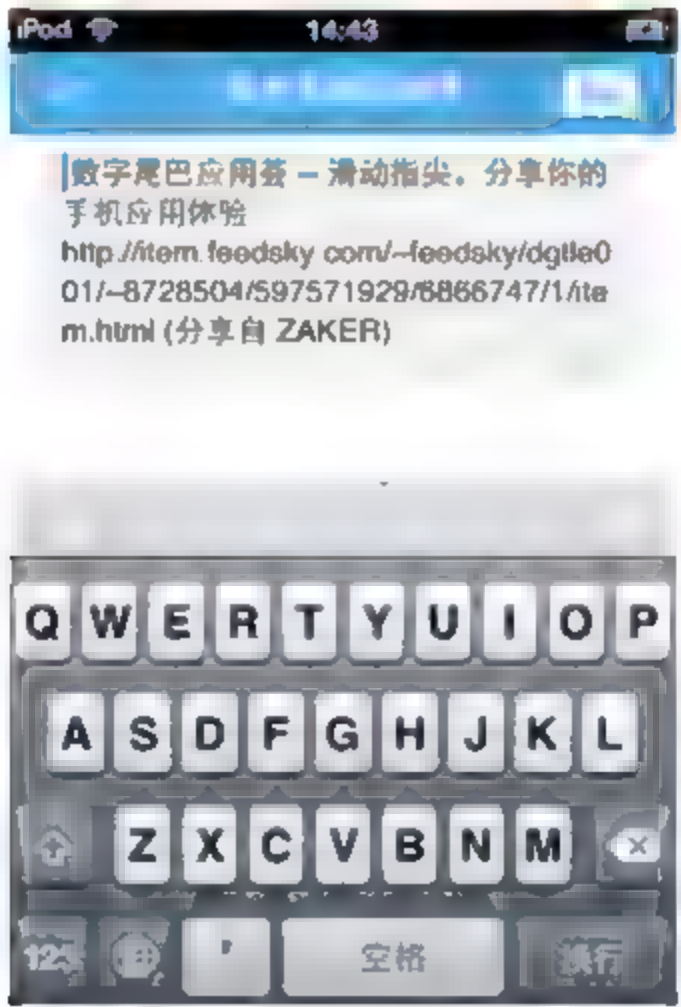 iPod 14:43
数字尾巴应用荟 – 滑动指尖。分享你的
手机应用体验
http://item.feedsky.com/~feedsky/dgtle0
01/~8728504/597571929/6866747/1/ite
m.html (分享自 ZAKER)
Q W E R T Y U I O P
A S D F G H J K L
Z X C V B N M
123 ' 空格 换行